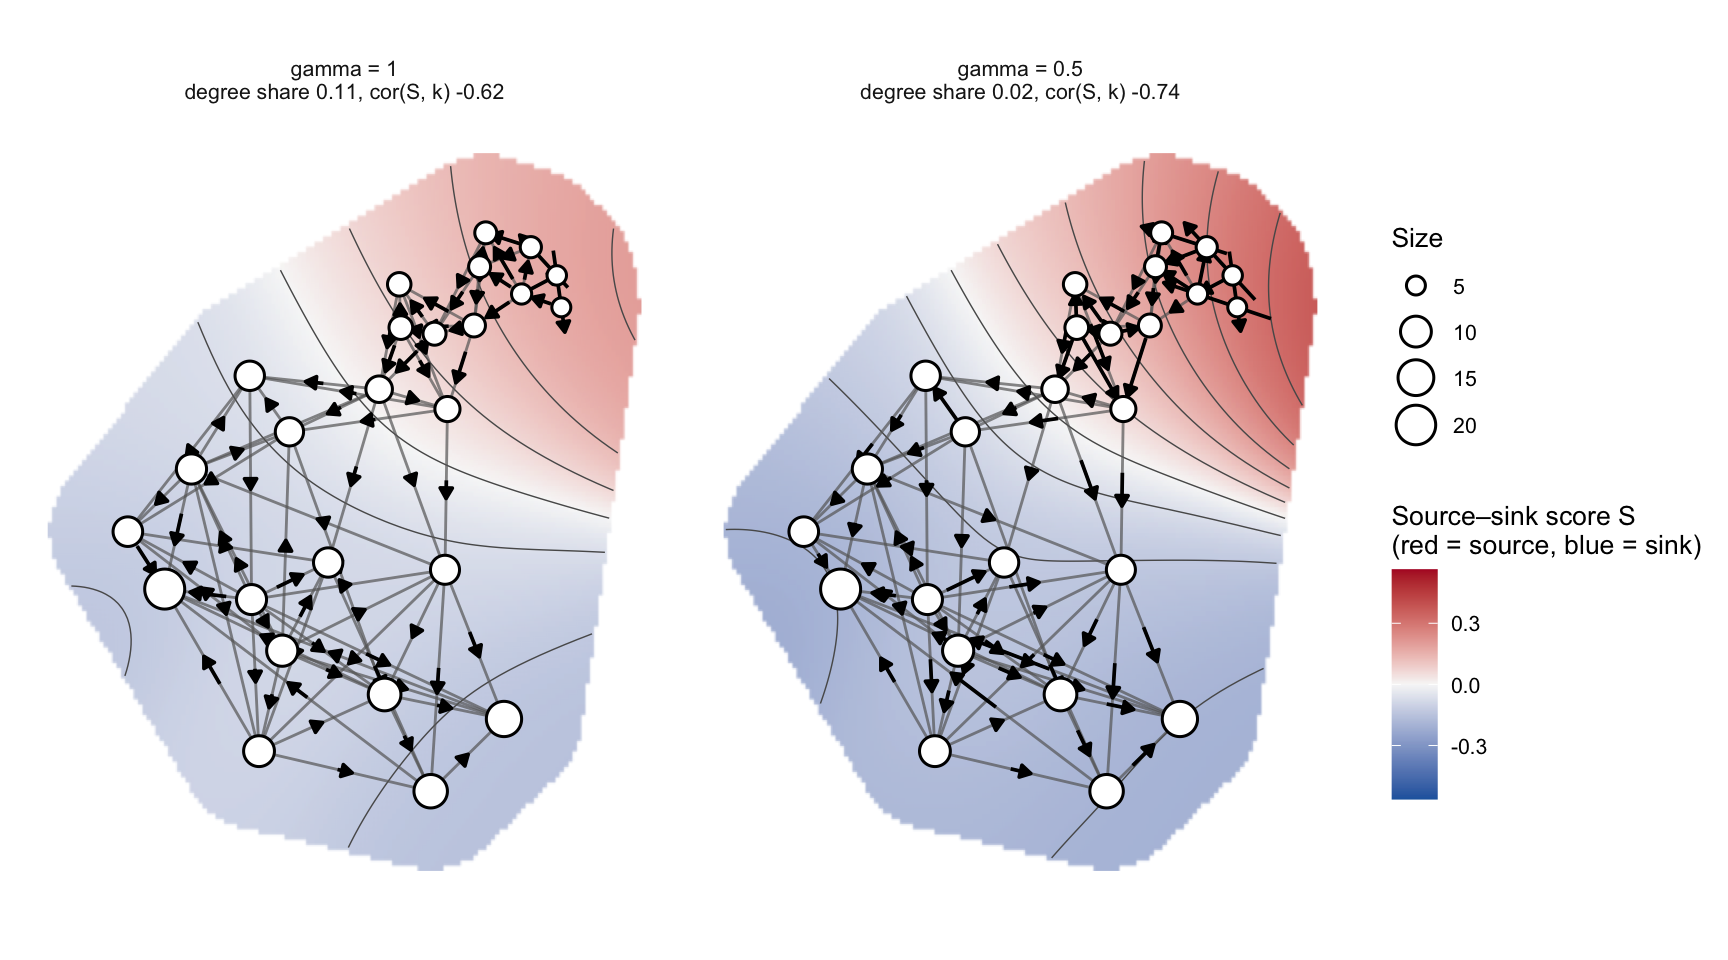 gamma = 1
degree share 0.11, cor(S, k) -0.62
gamma = 0.5
degree share 0.02, cor(S, k) -0.74
Size
5
10
15
20
Source–sink score S
(red = source, blue = sink)
0.3
0.0
-0.3